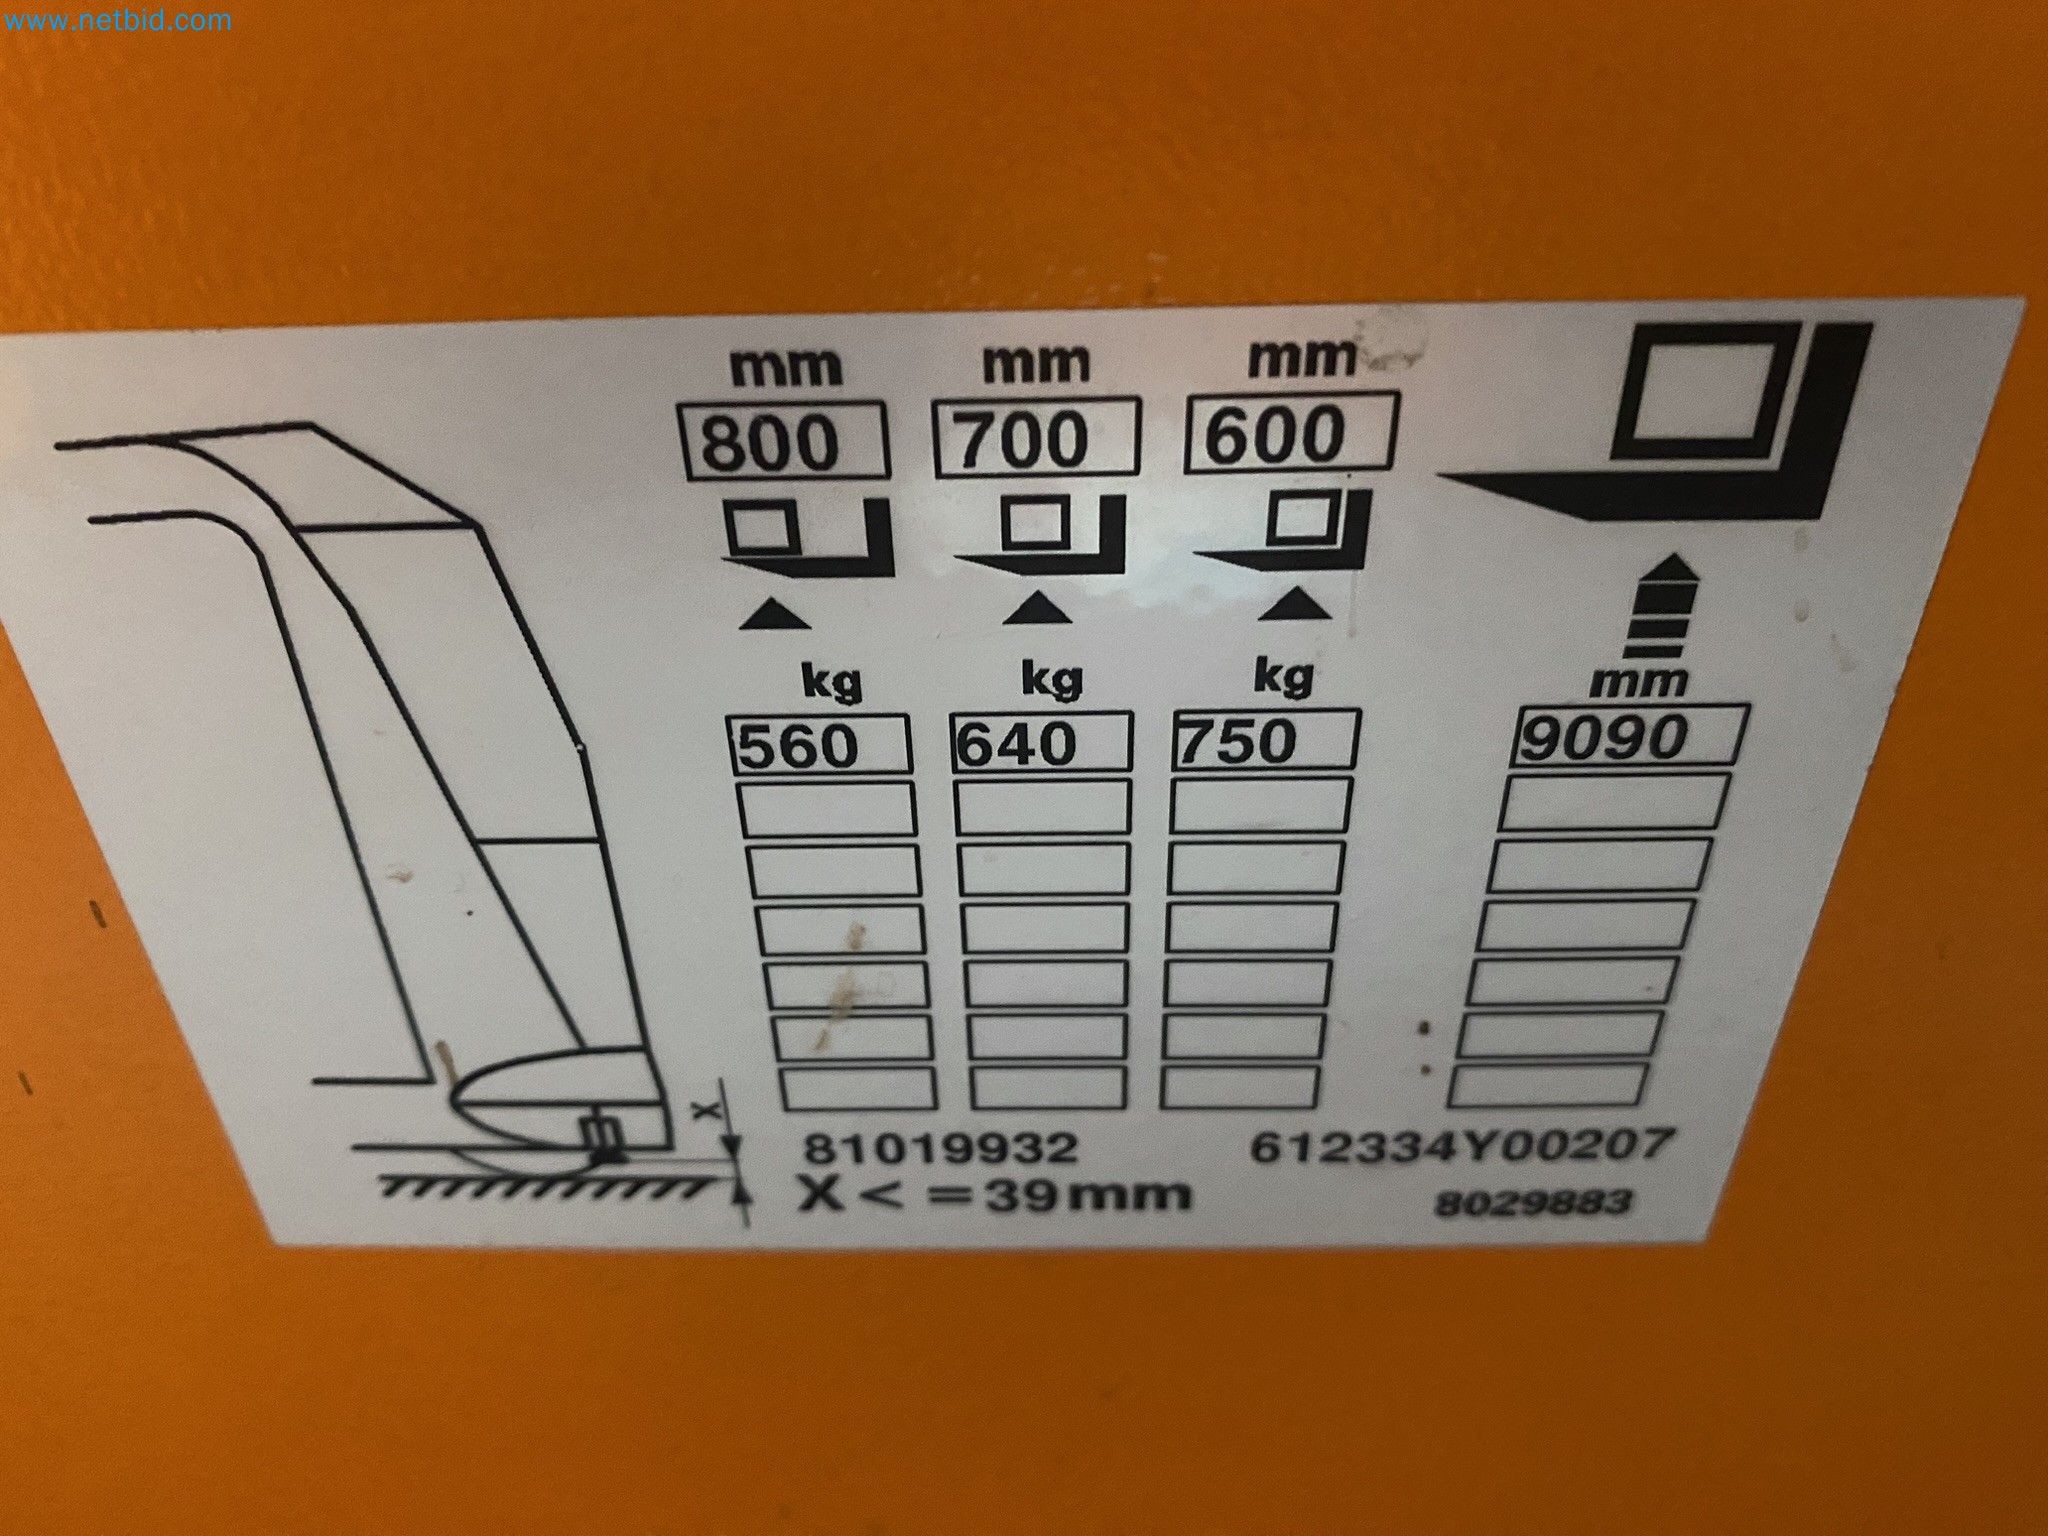 www.netbid.com
mm mm mm
800 700 600
kg kg kg mm
560 640 750 9090
X
81019932 612334Y00207
X < = 39mm
8029883